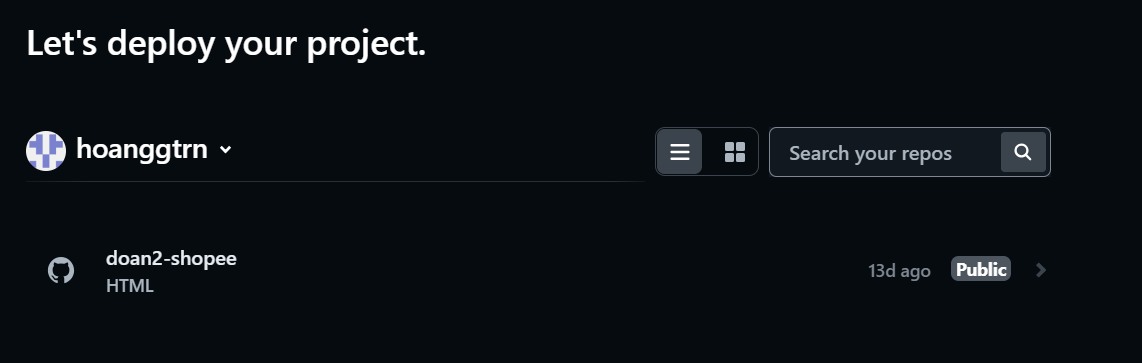 Let's deploy your project.
hoanggtrn
Search your repos
doan2-shopee
HTML
13d ago
Public